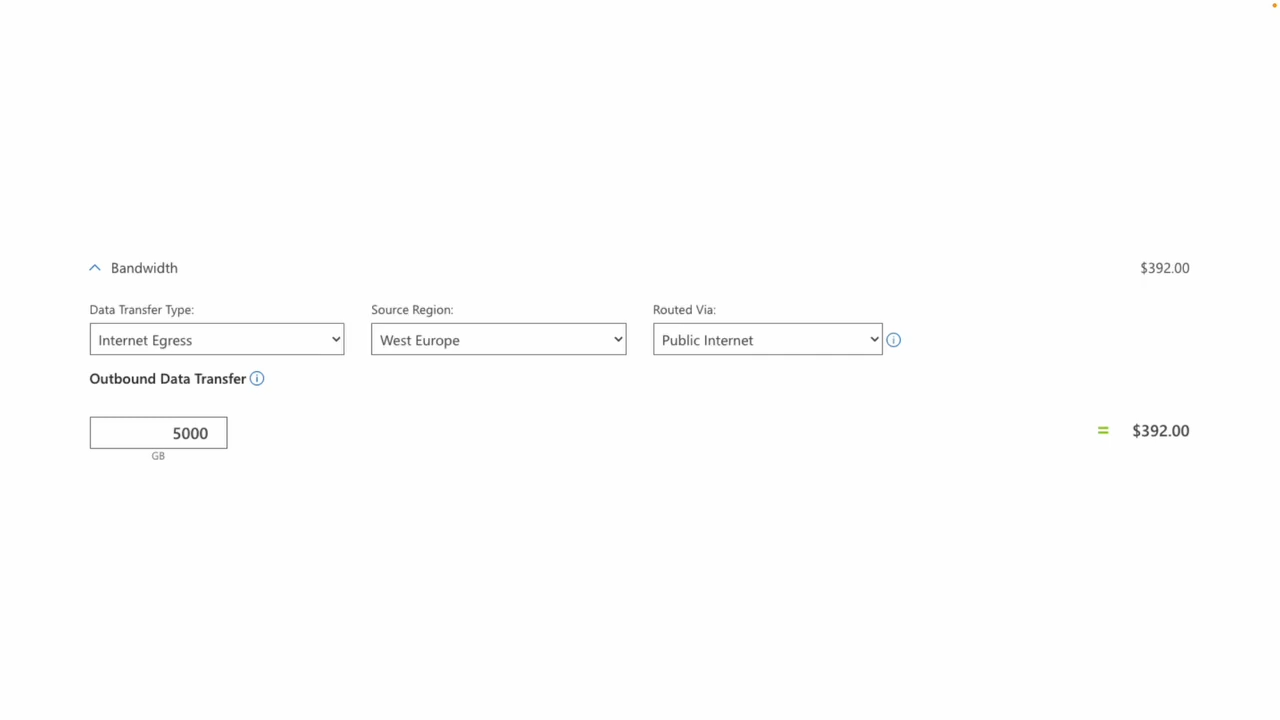 Bandwidth $392.00
Data Transfer Type: Source Region: Routed Via:
Internet Egress West Europe Public Internet
Outbound Data Transfer
5000 = $392.00
GB